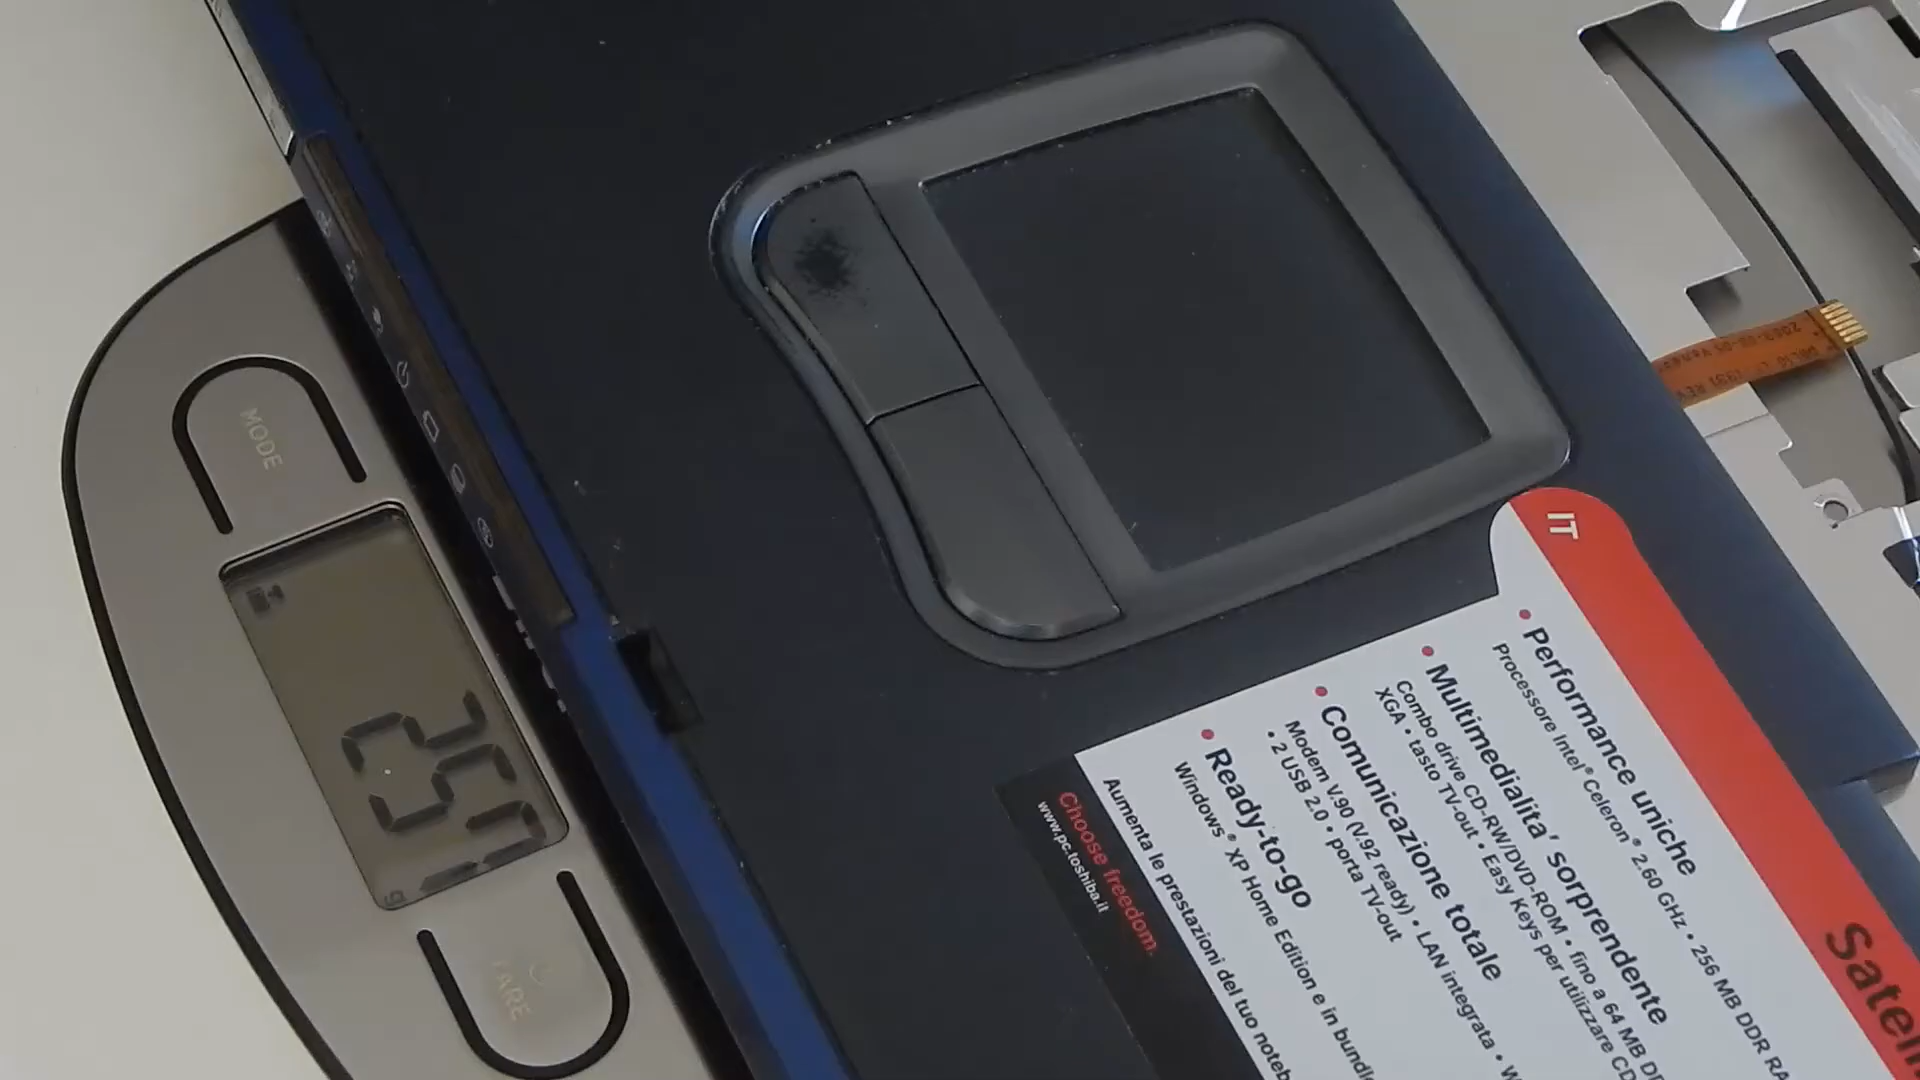 MODE
TARE
g
IT
Satell
• Performance uniche
Processore Intel® Celeron® 2.60 GHz • 256 MB DDR RA
• Multimedialita' sorprendente
Combo drive CD-RW/DVD-ROM • fino a 64 MB D
XGA • tasto TV-out • Easy Keys per utilizzare CD
• Comunicazione totale
Modem V.90 (V.92 ready) • LAN integrata • W
• 2 USB 2.0 • porta TV-out
• Ready-to-go
Windows® XP Home Edition e in bundl
Aumenta le prestazioni del tuo noteb
Choose freedom.
www.pc.toshiba.it